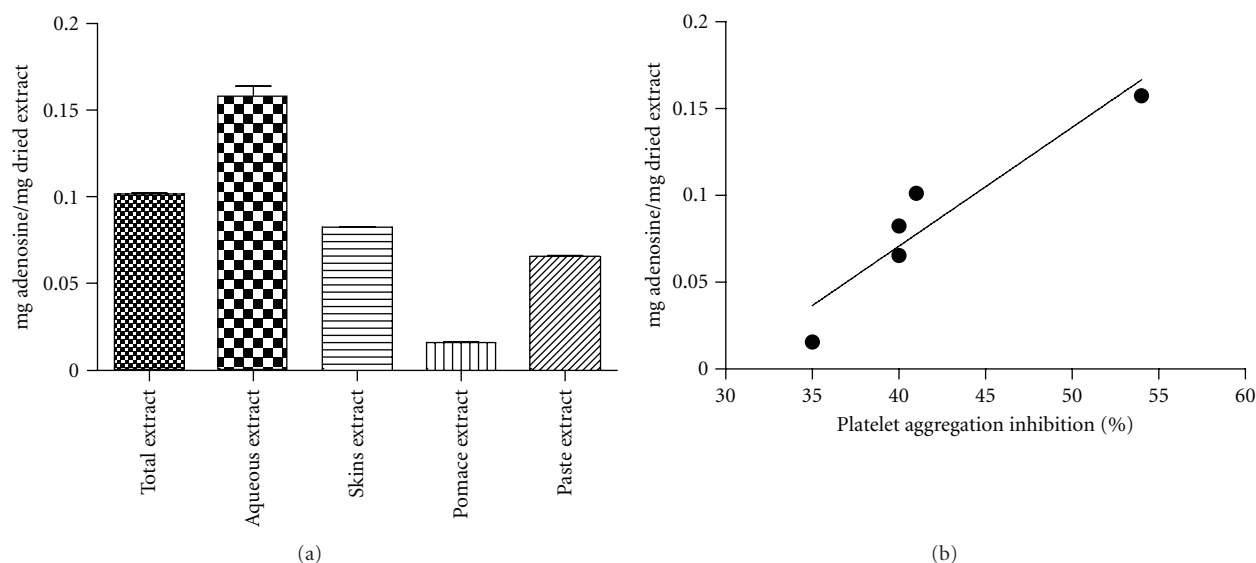 0.2
0.15
0.1
0.05
0
mg adenosine/mg dried extract
Total extract
Aqueous extract
Skins extract
Pomace extract
Paste extract
(a)
0.2
0.15
0.1
0.05
0
mg adenosine/mg dried extract
30 35 40 45 50 55 60
Platelet aggregation inhibition (%)
(b)